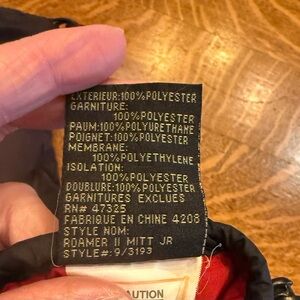 EXTERIEUR:100%POLYESTER
GARNITURE:
100%POLYESTER
PAUM:100%POLYURETHANE
POIGNET:100%POLYESTER
MEMBRANE:
100%POLYETHYLENE
ISOLATION:
100%POLYESTER
DOUBLURE:100%POLYESTER
GARNITURES EXCLUES
RN# 47325
FABRIQUE EN CHINE 4208
STYLE NOM:
ROAMER II MITT JR
STYLE#:9/3193
CAUTION